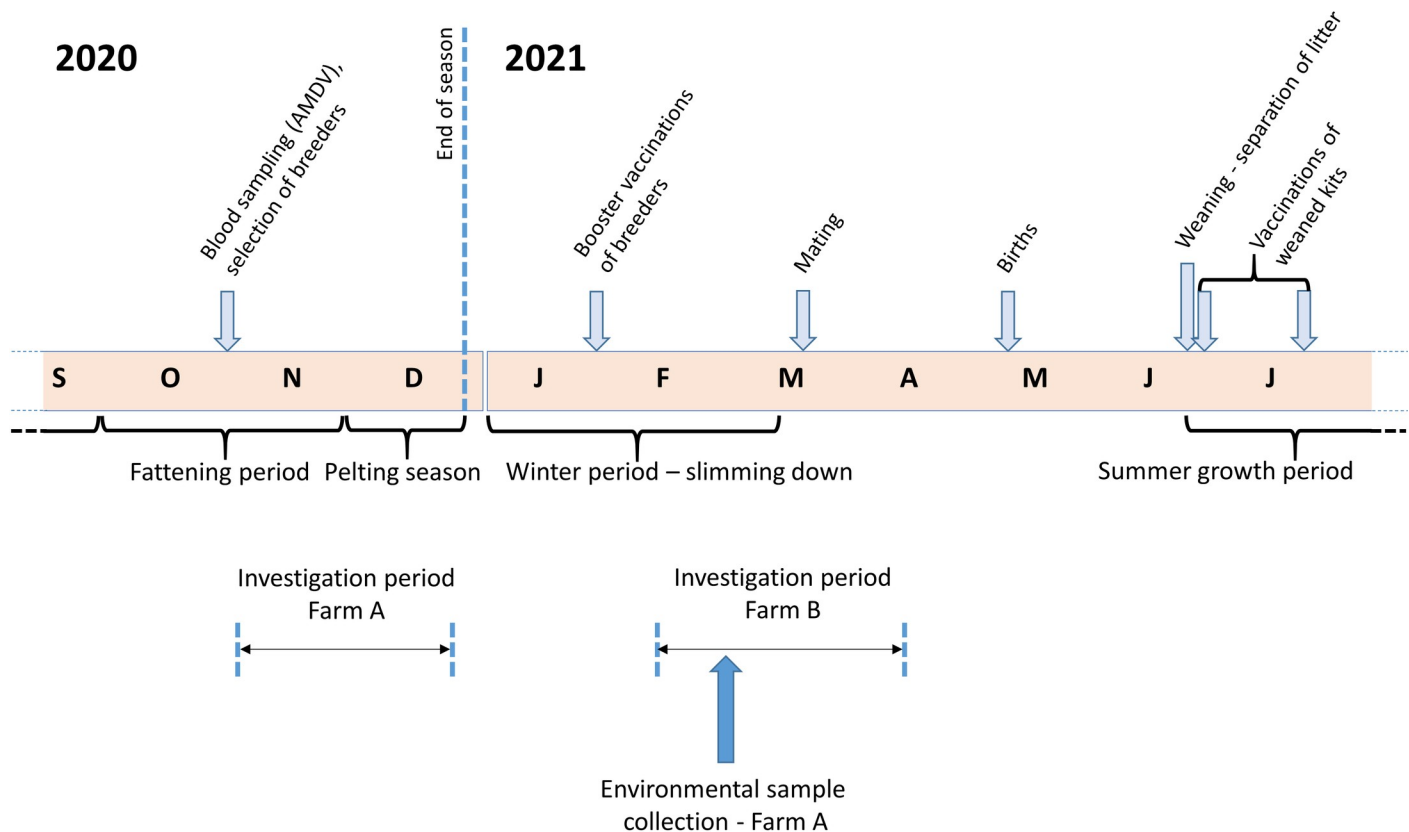 2020
2021
Blood sampling (AMDV),
selection of breeders
End of season
Booster vaccinations
of breeders
Mating
Births
Weaning - separation of litter
Vaccinations of
weaned kits
S O N D J F M A M J J
Fattening period
Pelting season
Winter period – slimming down
Summer growth period
Investigation period
Farm A
Investigation period
Farm B
Environmental sample
collection - Farm A